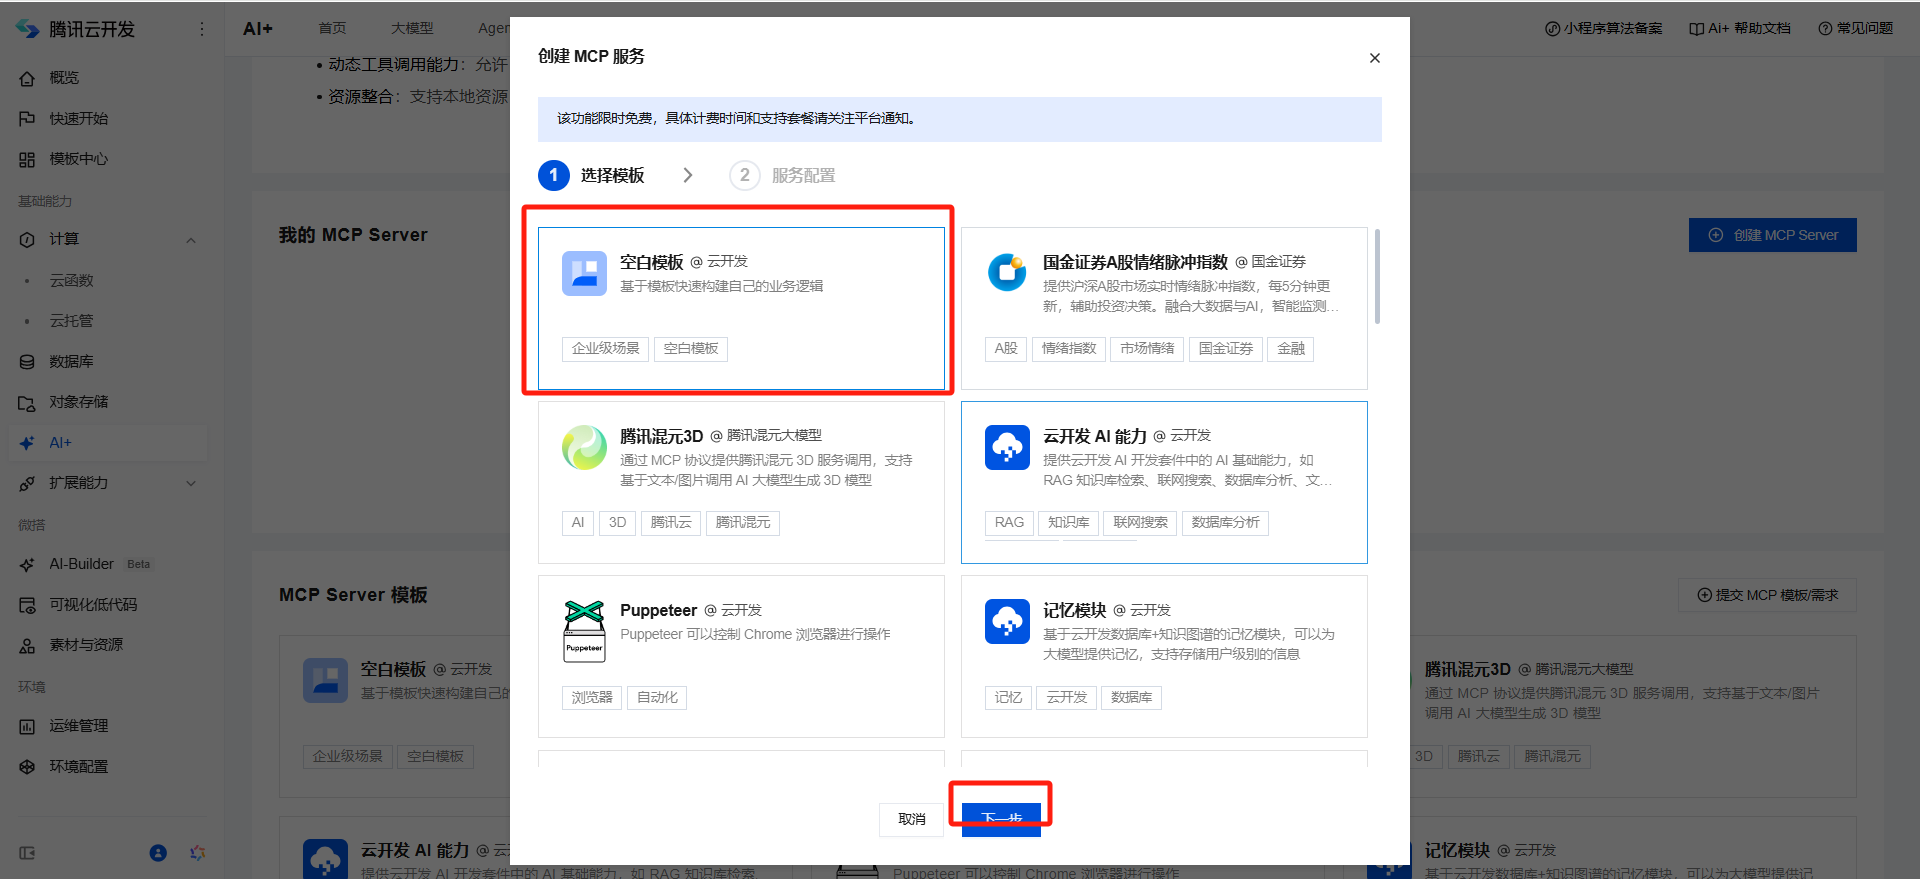 腾讯云开发
AI+
首页
大模型
小程序算法备案
Ai+ 帮助文档
常见问题
概览
快速开始
模板中心
基础能力
计算
云函数
云托管
数据库
对象存储
AI+
扩展能力
微搭
AI-Builder Beta
可视化低代码
素材与资源
环境
运维管理
环境配置
• 动态工具调用能力：允许
• 资源整合：支持本地资源
我的 MCP Server
创建 MCP Server
MCP Server 模板
提交 MCP 模板/需求
空白模板 @ 云开发
基于模板快速构建自己的
企业级场景 空白模板
云开发 AI 能力
提供云开发 AI 开发套件中的 AI 基础能力，如 RAG 知识库检索、
创建 MCP 服务
该功能限时免费，具体计费时间和支持套餐请关注平台通知。
1 选择模板
2 服务配置
空白模板 @ 云开发
基于模板快速构建自己的业务逻辑
企业级场景 空白模板
国金证券A股情绪脉冲指数 @ 国金证券
提供沪深A股市场实时情绪脉冲指数，每5分钟更
新，辅助投资决策。融合大数据与AI，智能监测...
A股 情绪指数 市场情绪 国金证券 金融
腾讯混元3D @ 腾讯混元大模型
通过 MCP 协议提供腾讯混元 3D 服务调用，支持
基于文本/图片调用 AI 大模型生成 3D 模型
AI 3D 腾讯云 腾讯混元
云开发 AI 能力 @ 云开发
提供云开发 AI 开发套件中的 AI 基础能力，如
RAG 知识库检索、联网搜索、数据库分析、文...
RAG 知识库 联网搜索 数据库分析
Puppeteer @ 云开发
Puppeteer 可以控制 Chrome 浏览器进行操作
Puppeteer
浏览器 自动化
记忆模块 @ 云开发
基于云开发数据库+知识图谱的记忆模块，可以为
大模型提供记忆，支持存储用户级别的信息
记忆 云开发 数据库
取消
下一步
腾讯混元3D @ 腾讯混元大模型
通过 MCP 协议提供腾讯混元 3D 服务调用，支持基于文本/图片
调用 AI 大模型生成 3D 模型
3D 腾讯云 腾讯混元
Puppeteer 可以控制 Chrome 浏览器进行操作
记忆模块 @ 云开发
基于云开发数据库+知识图谱的记忆模块，可以为大模型提供记